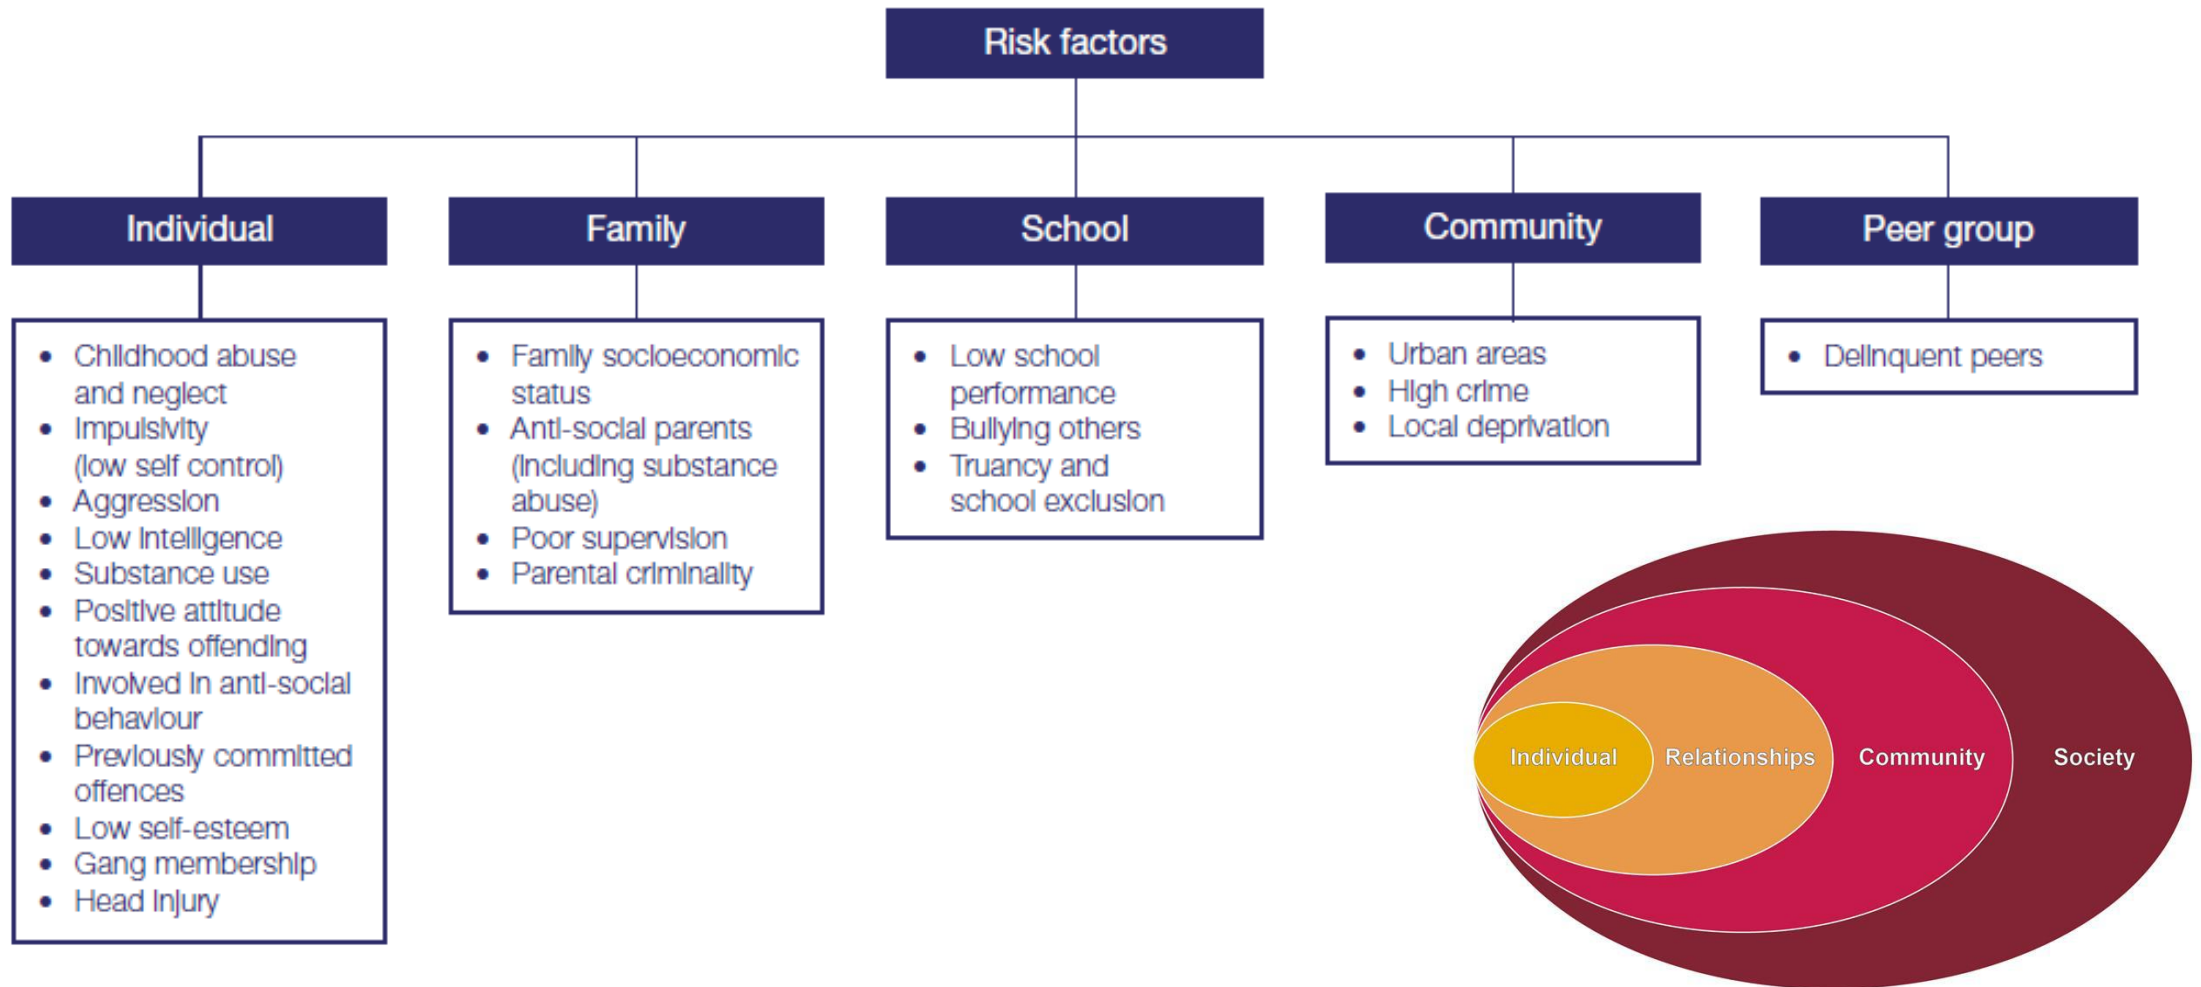 Risk factors
Individual
Family
School
Community
Peer group
• Childhood abuse
and neglect
• Impulsivity
(low self control)
• Aggression
• Low intelligence
• Substance use
• Positive attitude
towards offending
• Involved in anti-social
behaviour
• Previously committed
offences
• Low self-esteem
• Gang membership
• Head injury
• Family socioeconomic
status
• Anti-social parents
(including substance
abuse)
• Poor supervision
• Parental criminality
• Low school
performance
• Bullying others
• Truancy and
school exclusion
• Urban areas
• High crime
• Local deprivation
• Delinquent peers
Individual
Relationships
Community
Society